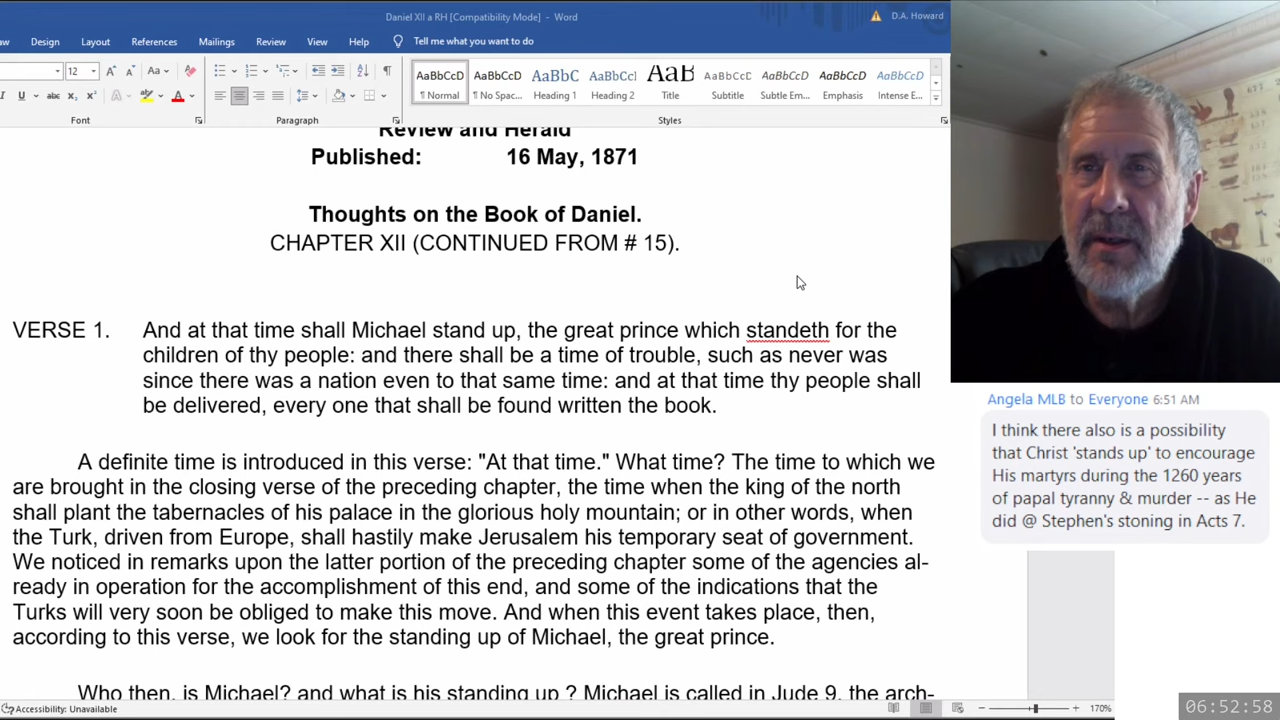 Daniel XII a RH [Compatibility Mode] - Word
D.A. Howard
aw Design Layout References Mailings Review View Help Tell me what you want to do
12 Aa
I U abc X₂ X² A A
Font Paragraph Styles
AaBbCcD AaBbCcD AaBbC AaBbCcC AaB AaBbCcD AaBbCcD AaBbCcD AaBbCcD
¶ Normal ¶ No Spac... Heading 1 Heading 2 Title Subtitle Subtle Em... Emphasis Intense E...
Review and Herald
Published: 16 May, 1871
Thoughts on the Book of Daniel.
CHAPTER XII (CONTINUED FROM # 15).
VERSE 1. And at that time shall Michael stand up, the great prince which standeth for the
children of thy people: and there shall be a time of trouble, such as never was
since there was a nation even to that same time: and at that time thy people shall
be delivered, every one that shall be found written the book.
A definite time is introduced in this verse: "At that time." What time? The time to which we
are brought in the closing verse of the preceding chapter, the time when the king of the north
shall plant the tabernacles of his palace in the glorious holy mountain; or in other words, when
the Turk, driven from Europe, shall hastily make Jerusalem his temporary seat of government.
We noticed in remarks upon the latter portion of the preceding chapter some of the agencies al-
ready in operation for the accomplishment of this end, and some of the indications that the
Turks will very soon be obliged to make this move. And when this event takes place, then,
according to this verse, we look for the standing up of Michael, the great prince.
Who then, is Michael? and what is his standing up ? Michael is called in Jude 9, the arch-
Accessibility: Unavailable
170%
Angela MLB to Everyone 6:51 AM
I think there also is a possibility
that Christ 'stands up' to encourage
His martyrs during the 1260 years
of papal tyranny & murder -- as He
did @ Stephen's stoning in Acts 7.
06:52:58